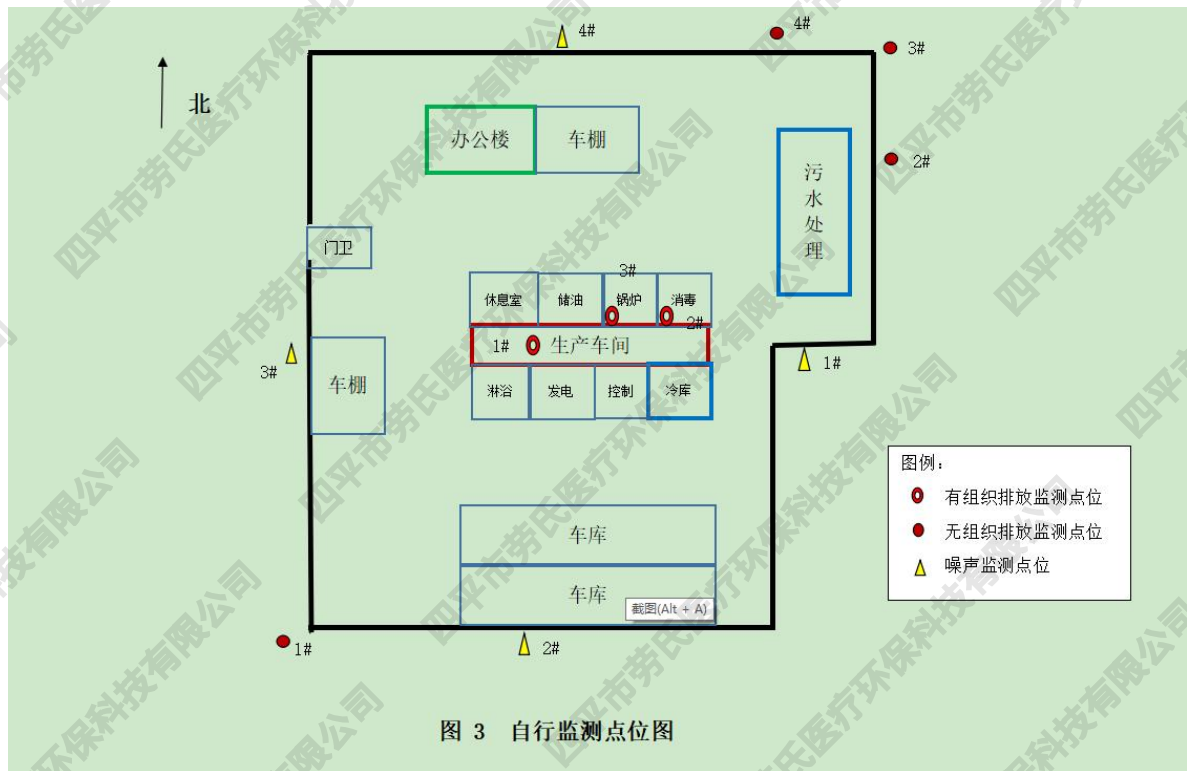 4#
4#
3#
北
办公楼
车棚
2#
污水处理
门卫
3#
休息室
储油
锅炉
消毒
2#
1#
生产车间
1#
3#
车棚
淋浴
发电
控制
冷库
图例：
有组织排放监测点位
无组织排放监测点位
噪声监测点位
车库
车库
截图(Alt + A)
1#
2#
图 3 自行监测点位图
四平市劳氏医疗环保科技有限公司